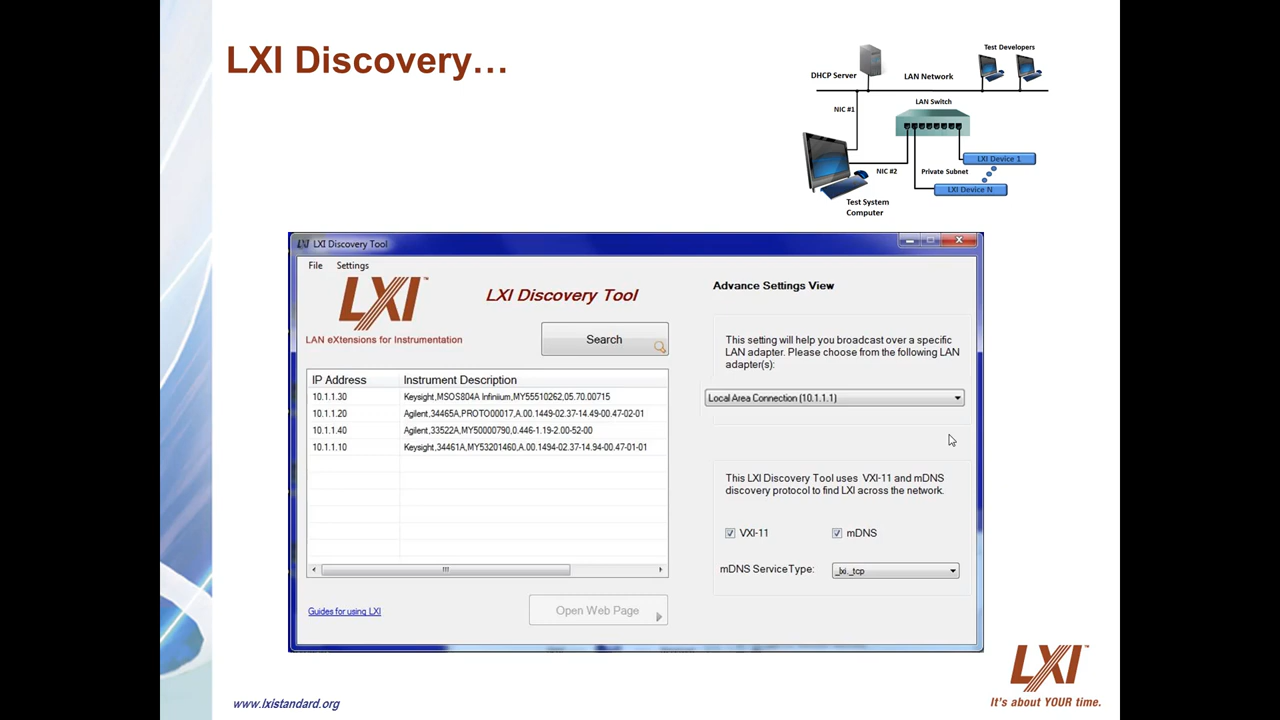 LXI Discovery…
Test Developers
DHCP Server
LAN Network
LAN Switch
NIC #1
LXI Device 1
NIC #2
Private Subnet
LXI Device N
Test System
Computer
LXI LXI Discovery Tool
File Settings
LXI™
LAN eXtensions for Instrumentation
LXI Discovery Tool
Search
IP Address Instrument Description
10.1.1.30 Keysight,MSOS804A Infiniium,MY55510262,05.70.00715
10.1.1.20 Agilent,34465A,PROTO00017,A.00.1449-02.37-14.49-00.47-02-01
10.1.1.40 Agilent,33522A,MY50000790,0.446-1.19-2.00-52-00
10.1.1.10 Keysight,34461A,MY53201460,A.00.1494-02.37-14.94-00.47-01-01
Guides for using LXI
Open Web Page
Advance Settings View
This setting will help you broadcast over a specific
LAN adapter. Please choose from the following LAN
adapter(s):
Local Area Connection (10.1.1.1)
This LXI Discovery Tool uses VXI-11 and mDNS
discovery protocol to find LXI across the network.
VXI-11 mDNS
mDNS ServiceType: _lxi._tcp
www.lxistandard.org
LXI™
It's about YOUR time.